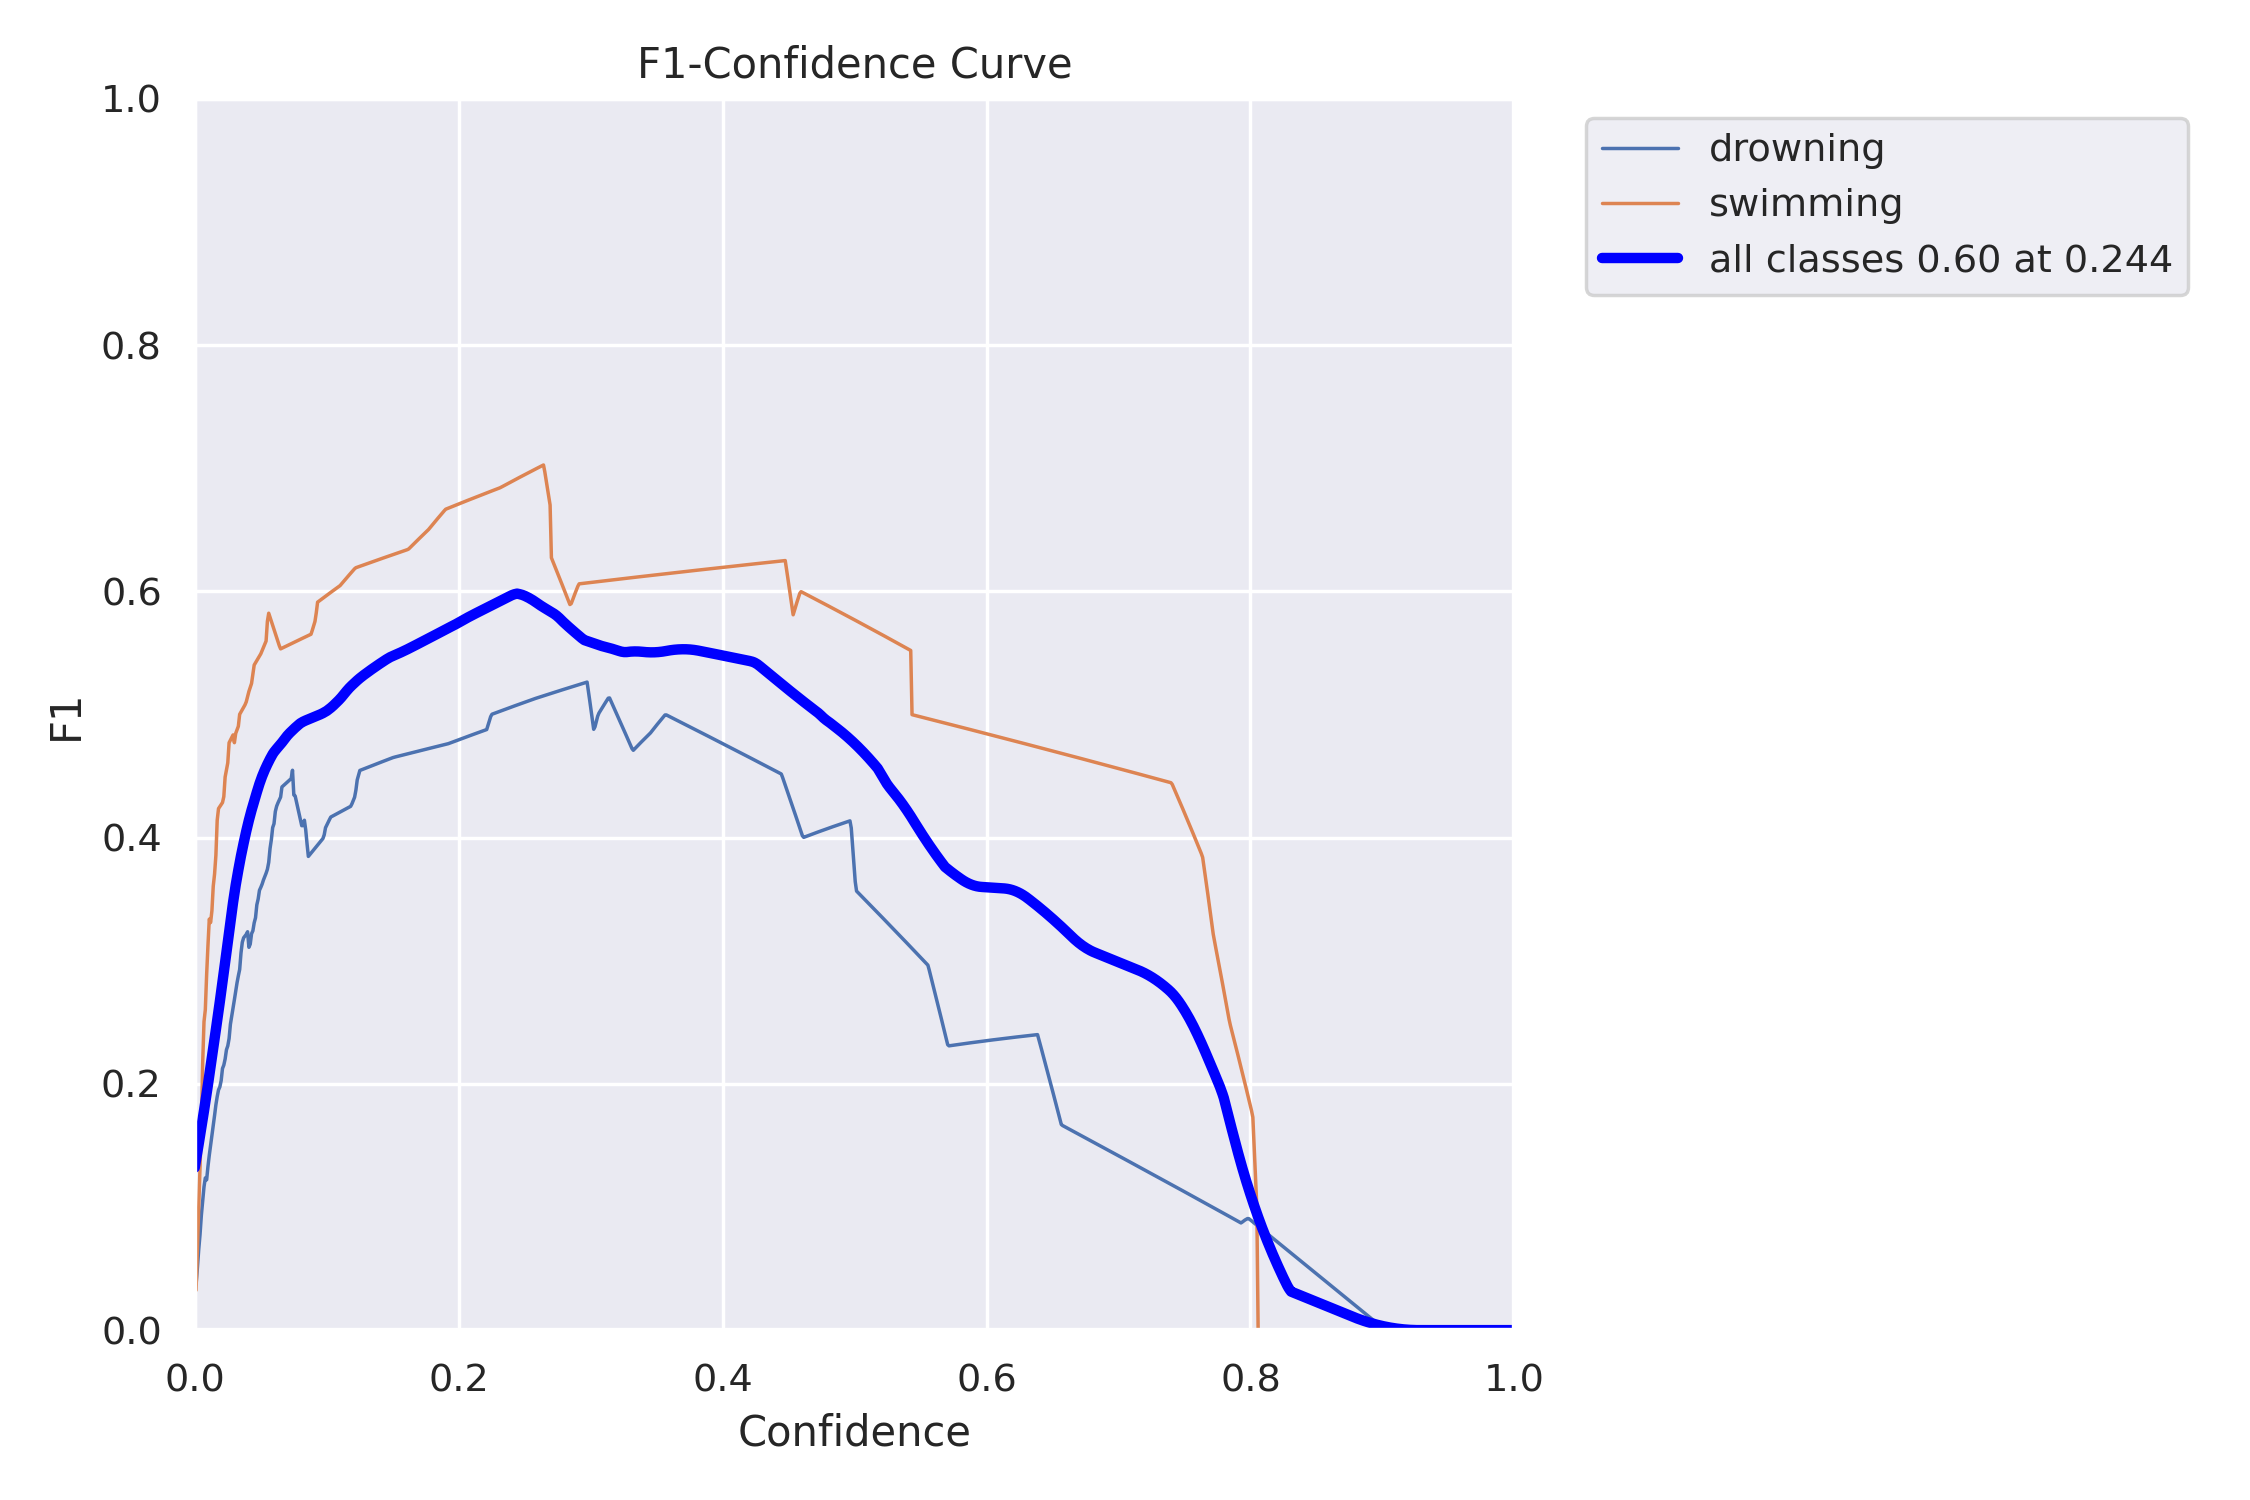 F1-Confidence Curve
1.0
0.8
0.6
0.4
0.2
0.0
F1
0.0 0.2 0.4 0.6 0.8 1.0
Confidence
drowning
swimming
all classes 0.60 at 0.244